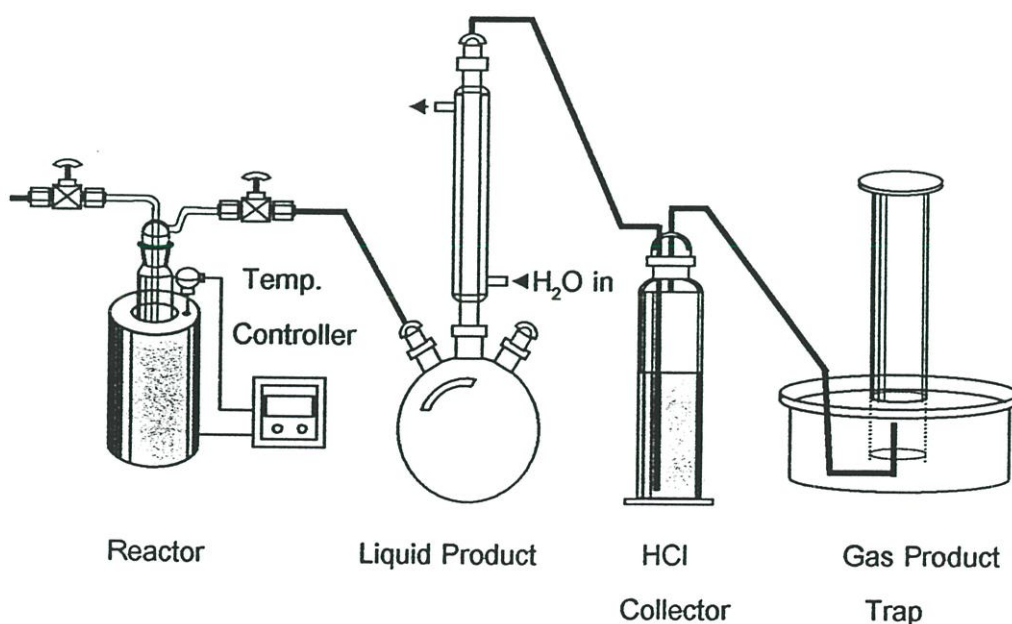 H₂O in
Temp.
Controller
Reactor
Liquid Product
HCl
Collector
Gas Product
Trap